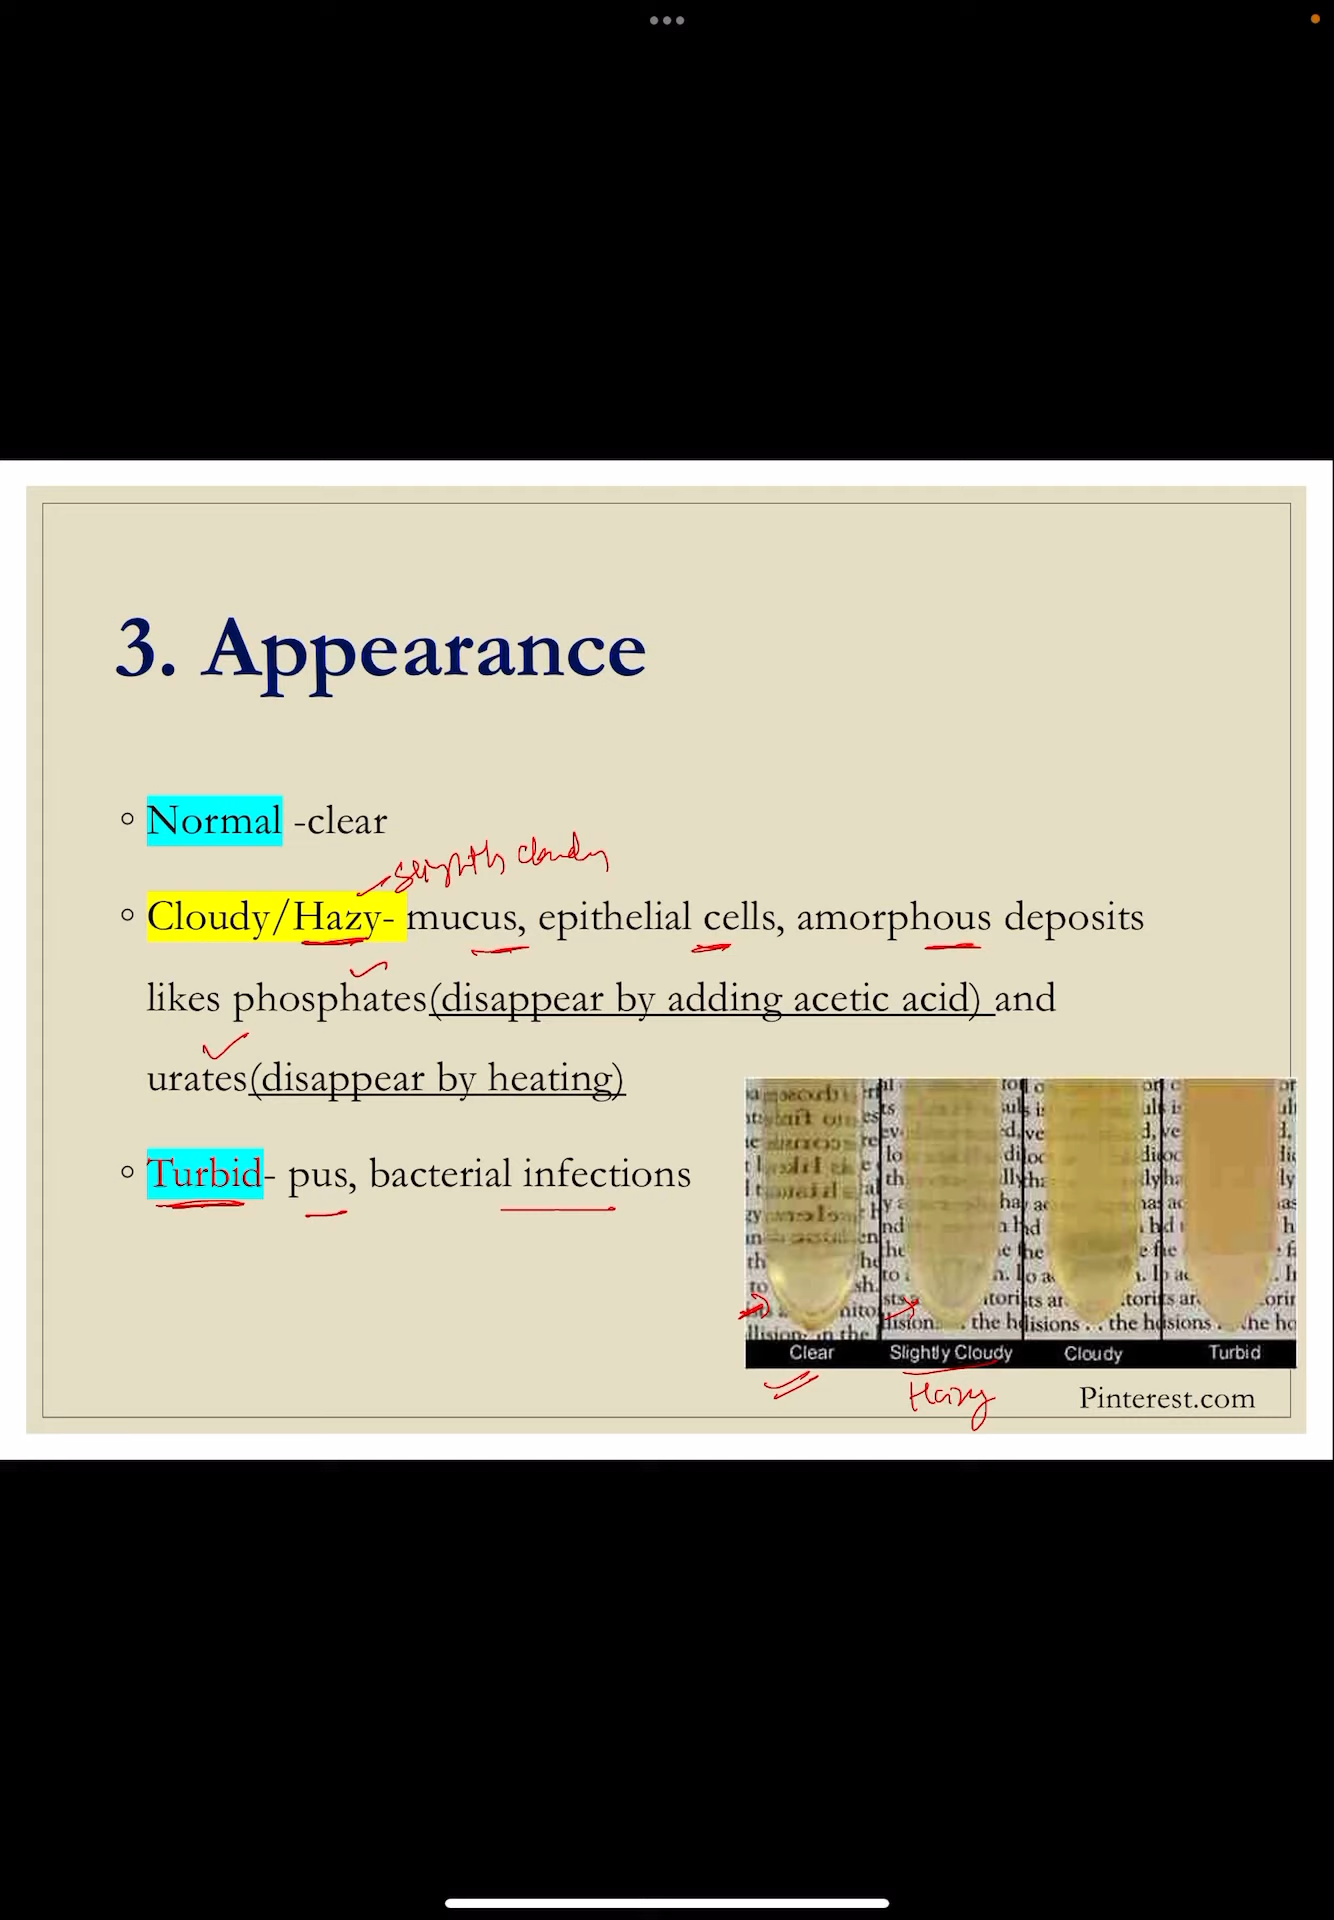 3. Appearance
Normal -clear
slightly cloudy
Cloudy/Hazy- mucus, epithelial cells, amorphous deposits
likes phosphates(disappear by adding acetic acid) and
urates(disappear by heating)
Turbid- pus, bacterial infections
Clear
Slightly Cloudy
Cloudy
Turbid
Hazy
Pinterest.com